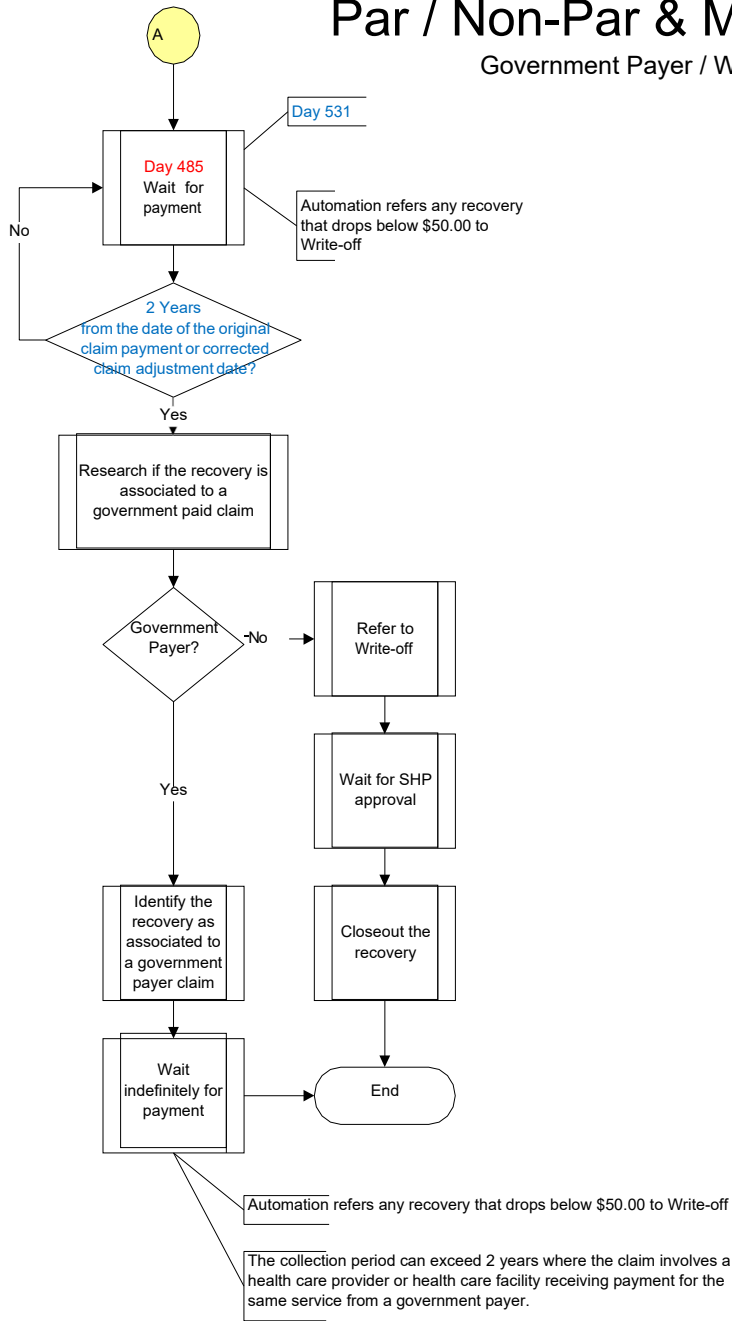 Par / Non-Par & M
Government Payer / W
A
Day 531
Day 485
Wait for
payment
Automation refers any recovery
that drops below $50.00 to
Write-off
No
2 Years
from the date of the original
claim payment or corrected
claim adjustment date?
Yes
Research if the recovery is
associated to a
government paid claim
Government
Payer?
No
Refer to
Write-off
Wait for SHP
approval
Yes
Identify the
recovery as
associated to
a government
payer claim
Closeout the
recovery
Wait
indefinitely for
payment
End
Automation refers any recovery that drops below $50.00 to Write-off
The collection period can exceed 2 years where the claim involves a
health care provider or health care facility receiving payment for the
same service from a government payer.